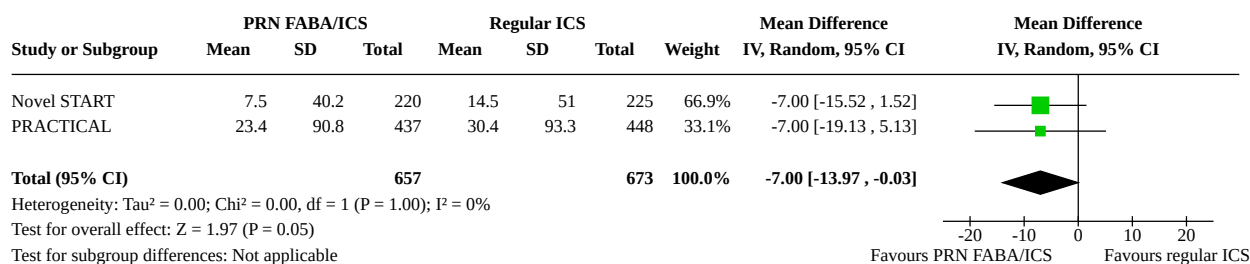 PRN FABA/ICS Regular ICS Mean Difference Mean Difference
Study or Subgroup Mean SD Total Mean SD Total Weight IV, Random, 95% CI IV, Random, 95% CI
Novel START 7.5 40.2 220 14.5 51 225 66.9% -7.00 [-15.52 , 1.52]
PRACTICAL 23.4 90.8 437 30.4 93.3 448 33.1% -7.00 [-19.13 , 5.13]
Total (95% CI) 657 673 100.0% -7.00 [-13.97 , -0.03]
Heterogeneity: Tau² = 0.00; Chi² = 0.00, df = 1 (P = 1.00); I² = 0%
Test for overall effect: Z = 1.97 (P = 0.05) -20 -10 0 10 20
Test for subgroup differences: Not applicable Favours PRN FABA/ICS Favours regular ICS